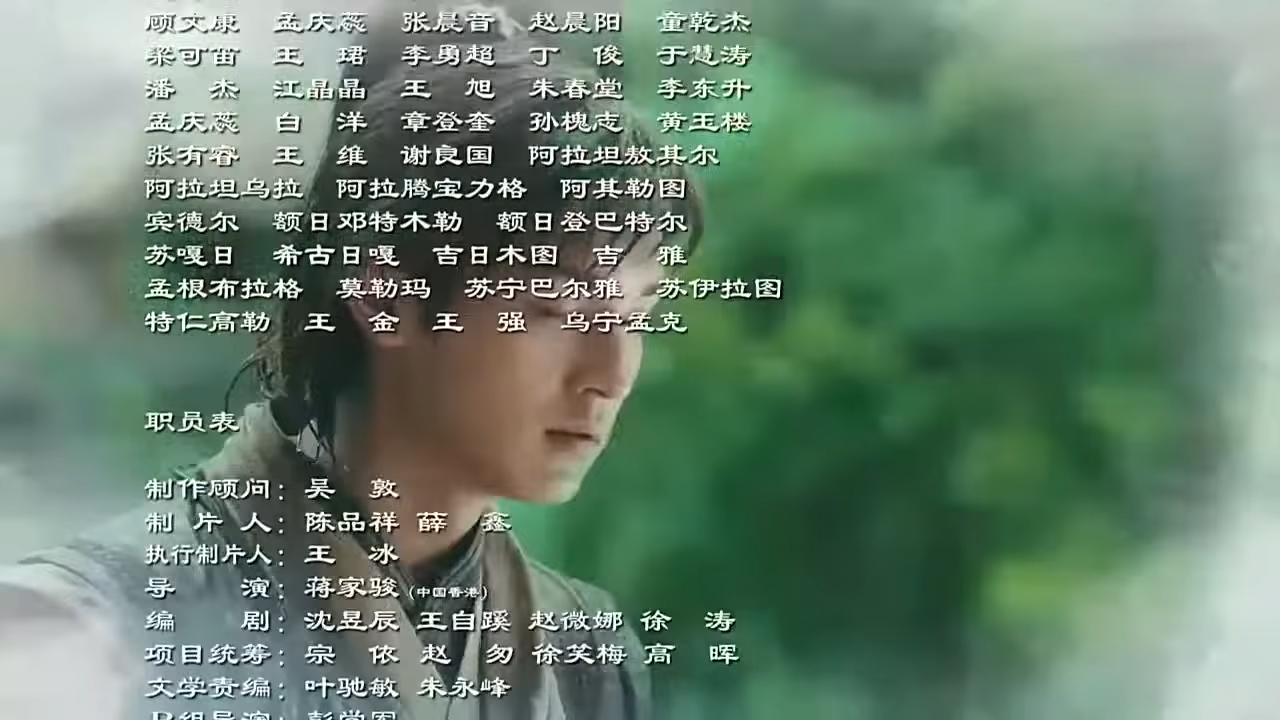 顾文康 孟庆蕊 张晨音 赵晨阳 童乾杰
梁可笛 王 珺 李勇超 丁 俊 于慧涛
潘 杰 江晶晶 王 旭 朱春堂 李东升
孟庆蕊 白 洋 章登奎 孙槐志 黄玉楼
张有睿 王 维 谢良国 阿拉坦敖其尔
阿拉坦乌拉 阿拉腾宝力格 阿其勒图
宾德尔 额日邓特木勒 额日登巴特尔
苏嘎日 希古日嘎 吉日木图 吉 雅
孟根布拉格 莫勒玛 苏宁巴尔雅 苏伊拉图
特仁高勒 王 金 王 强 乌宁孟克
职员表
制作顾问: 吴 敦
制 片 人: 陈品祥 薛 鑫
执行制片人: 王 冰
导 演: 蒋家骏(中国香港)
编 剧: 沈昱辰 王自蹊 赵微娜 徐 涛
项目统筹: 宗 依 赵 匆 徐笑梅 高 晖
文学责编: 叶驰敏 朱永峰
B组导演: